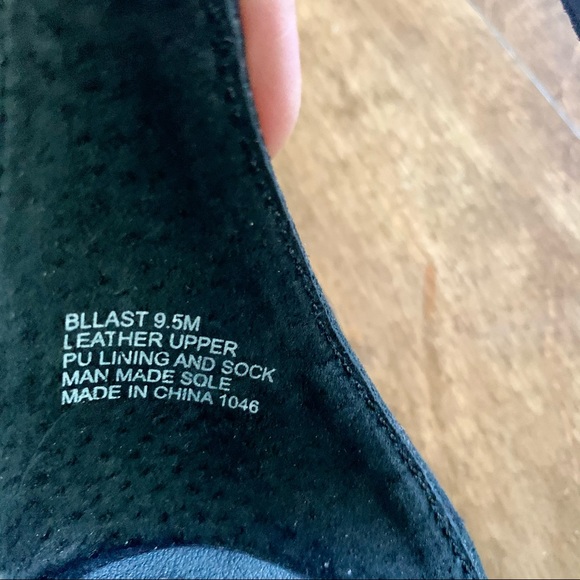 BLLAST 9.5M
LEATHER UPPER
PU LINING AND SOCK
MAN MADE SOLE
MADE IN CHINA 1046